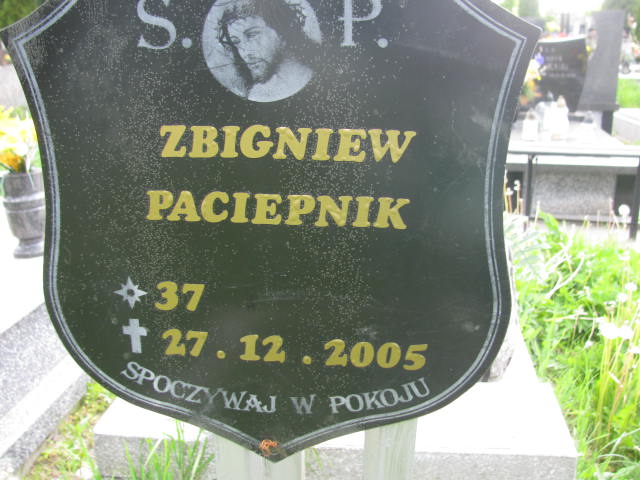 S. P.
ZBIGNIEW
PACIEPNIK
37
27.12.2005
SPOCZYWAJ W POKOJU